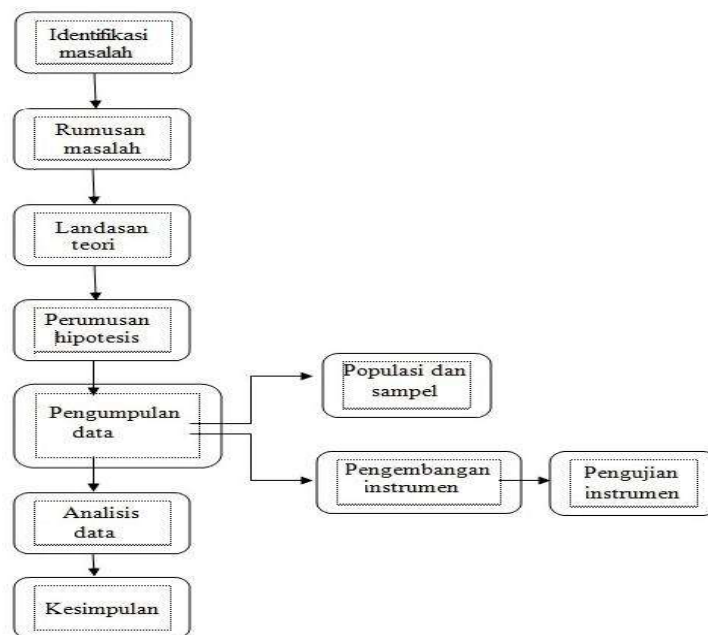 Identifikasi
masalah
Rumusan
masalah
Landasan
teori
Perumusan
hipotesis
Pengumpulan
data
Populasi dan
sampel
Pengembangan
instrumen
Pengujian
instrumen
Analisis
data
Kesimpulan